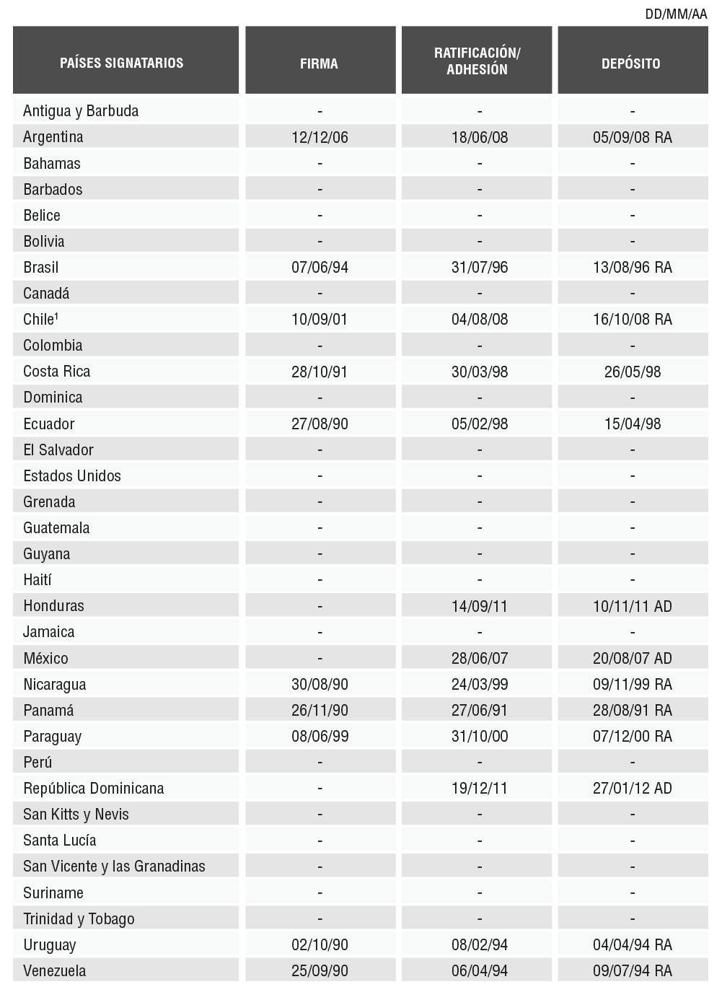 DD/MM/AA
PAÍSES SIGNATARIOS FIRMA RATIFICACIÓN/ ADHESIÓN DEPÓSITO
Antigua y Barbuda - - -
Argentina 12/12/06 18/06/08 05/09/08 RA
Bahamas - - -
Barbados - - -
Belice - - -
Bolivia - - -
Brasil 07/06/94 31/07/96 13/08/96 RA
Canadá - - -
Chile¹ 10/09/01 04/08/08 16/10/08 RA
Colombia - - -
Costa Rica 28/10/91 30/03/98 26/05/98
Dominica - - -
Ecuador 27/08/90 05/02/98 15/04/98
El Salvador - - -
Estados Unidos - - -
Grenada - - -
Guatemala - - -
Guyana - - -
Haití - - -
Honduras - 14/09/11 10/11/11 AD
Jamaica - - -
México - 28/06/07 20/08/07 AD
Nicaragua 30/08/90 24/03/99 09/11/99 RA
Panamá 26/11/90 27/06/91 28/08/91 RA
Paraguay 08/06/99 31/10/00 07/12/00 RA
Perú - - -
República Dominicana - 19/12/11 27/01/12 AD
San Kitts y Nevis - - -
Santa Lucía - - -
San Vicente y las Granadinas - - -
Suriname - - -
Trinidad y Tobago - - -
Uruguay 02/10/90 08/02/94 04/04/94 RA
Venezuela 25/09/90 06/04/94 09/07/94 RA